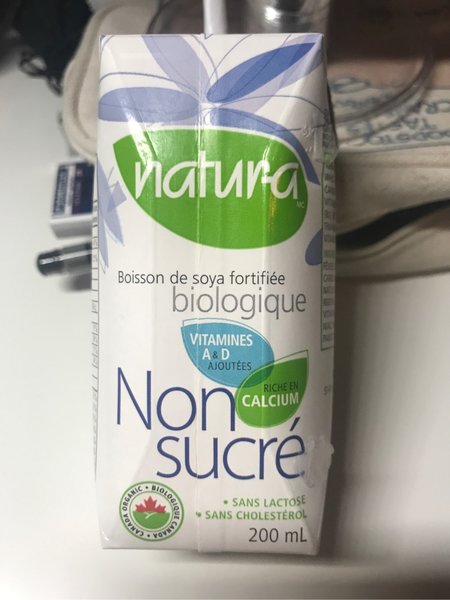 natur·a
MC
Boisson de soya fortifiée
biologique
VITAMINES
A & D
AJOUTÉES
RICHE EN
CALCIUM
Non
sucré
• SANS LACTOSE
• SANS CHOLESTÉROL
200 mL
CANADA ORGANIC • BIOLOGIQUE CANADA •